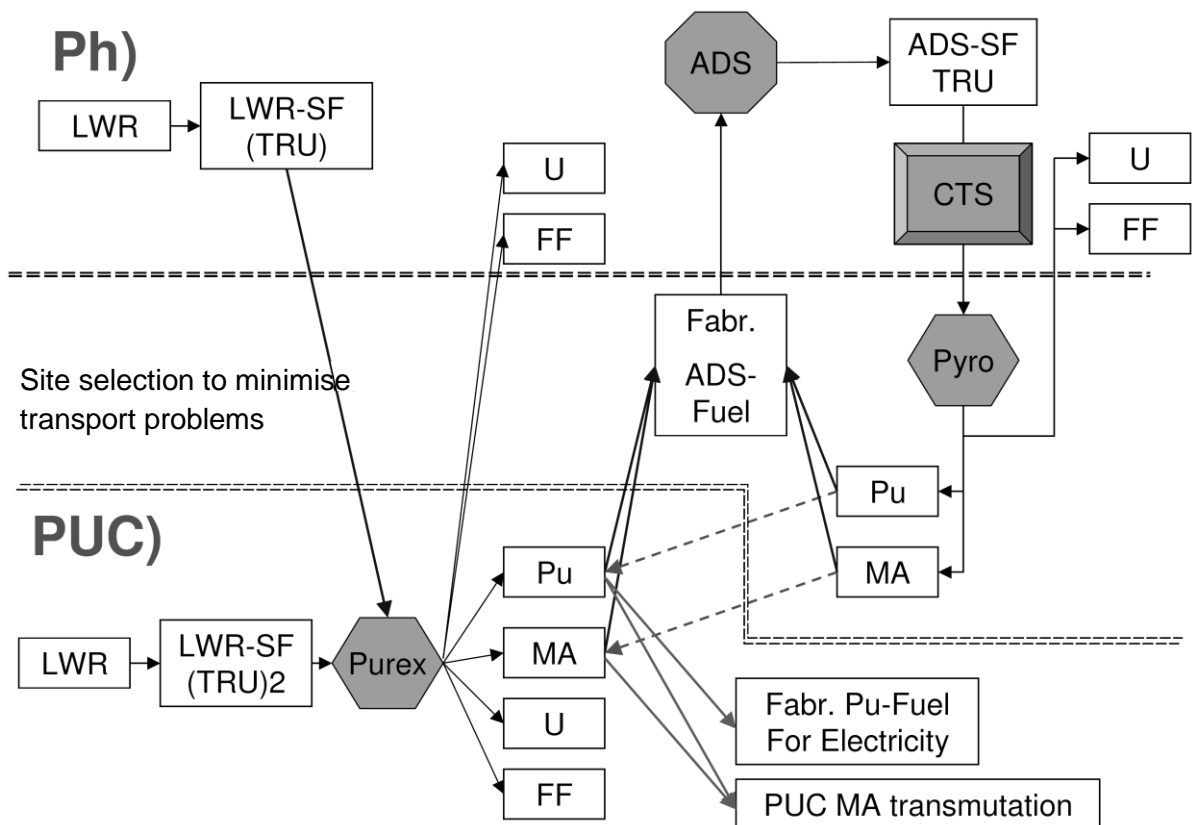 Ph)
LWR
LWR-SF
(TRU)
U
FF
ADS
ADS-SF
TRU
CTS
U
FF
Site selection to minimise
transport problems
Fabr.
ADS-
Fuel
Pyro
Pu
MA
PUC)
LWR
LWR-SF
(TRU)2
Purex
Pu
MA
U
FF
Fabr. Pu-Fuel
For Electricity
PUC MA transmutation